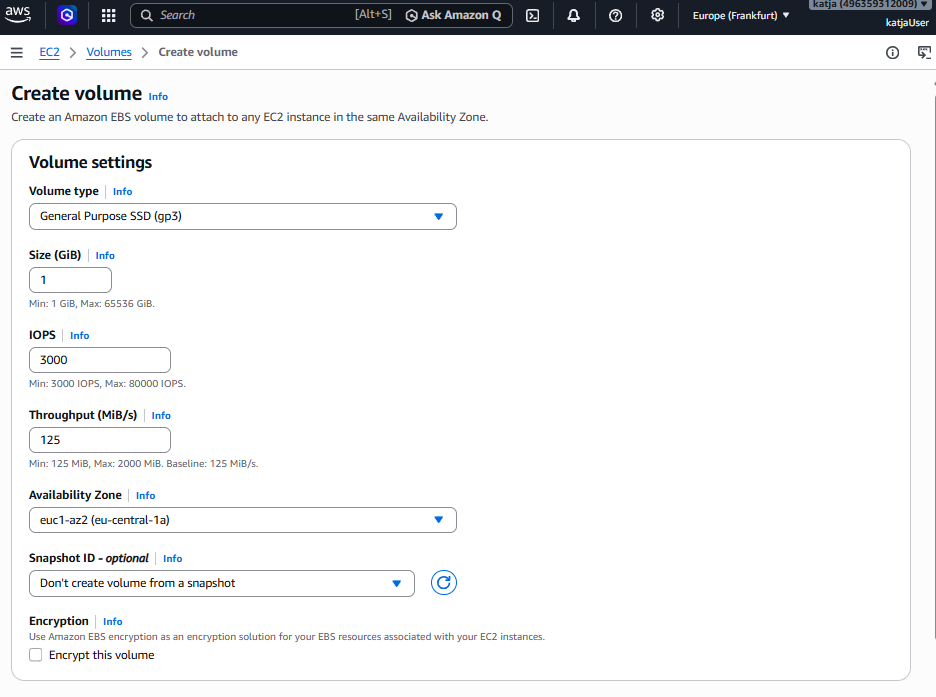 aws
Search [Alt+S] Ask Amazon Q Europe (Frankfurt) katja (496359312009)
katjaUser
EC2 Volumes Create volume
Create volume Info
Create an Amazon EBS volume to attach to any EC2 instance in the same Availability Zone.
Volume settings
Volume type Info
General Purpose SSD (gp3)
Size (GiB) Info
1
Min: 1 GiB, Max: 65536 GiB.
IOPS Info
3000
Min: 3000 IOPS, Max: 80000 IOPS.
Throughput (MiB/s) Info
125
Min: 125 MiB, Max: 2000 MiB. Baseline: 125 MiB/s.
Availability Zone Info
euc1-az2 (eu-central-1a)
Snapshot ID - optional Info
Don't create volume from a snapshot
Encryption Info
Use Amazon EBS encryption as an encryption solution for your EBS resources associated with your EC2 instances.
Encrypt this volume